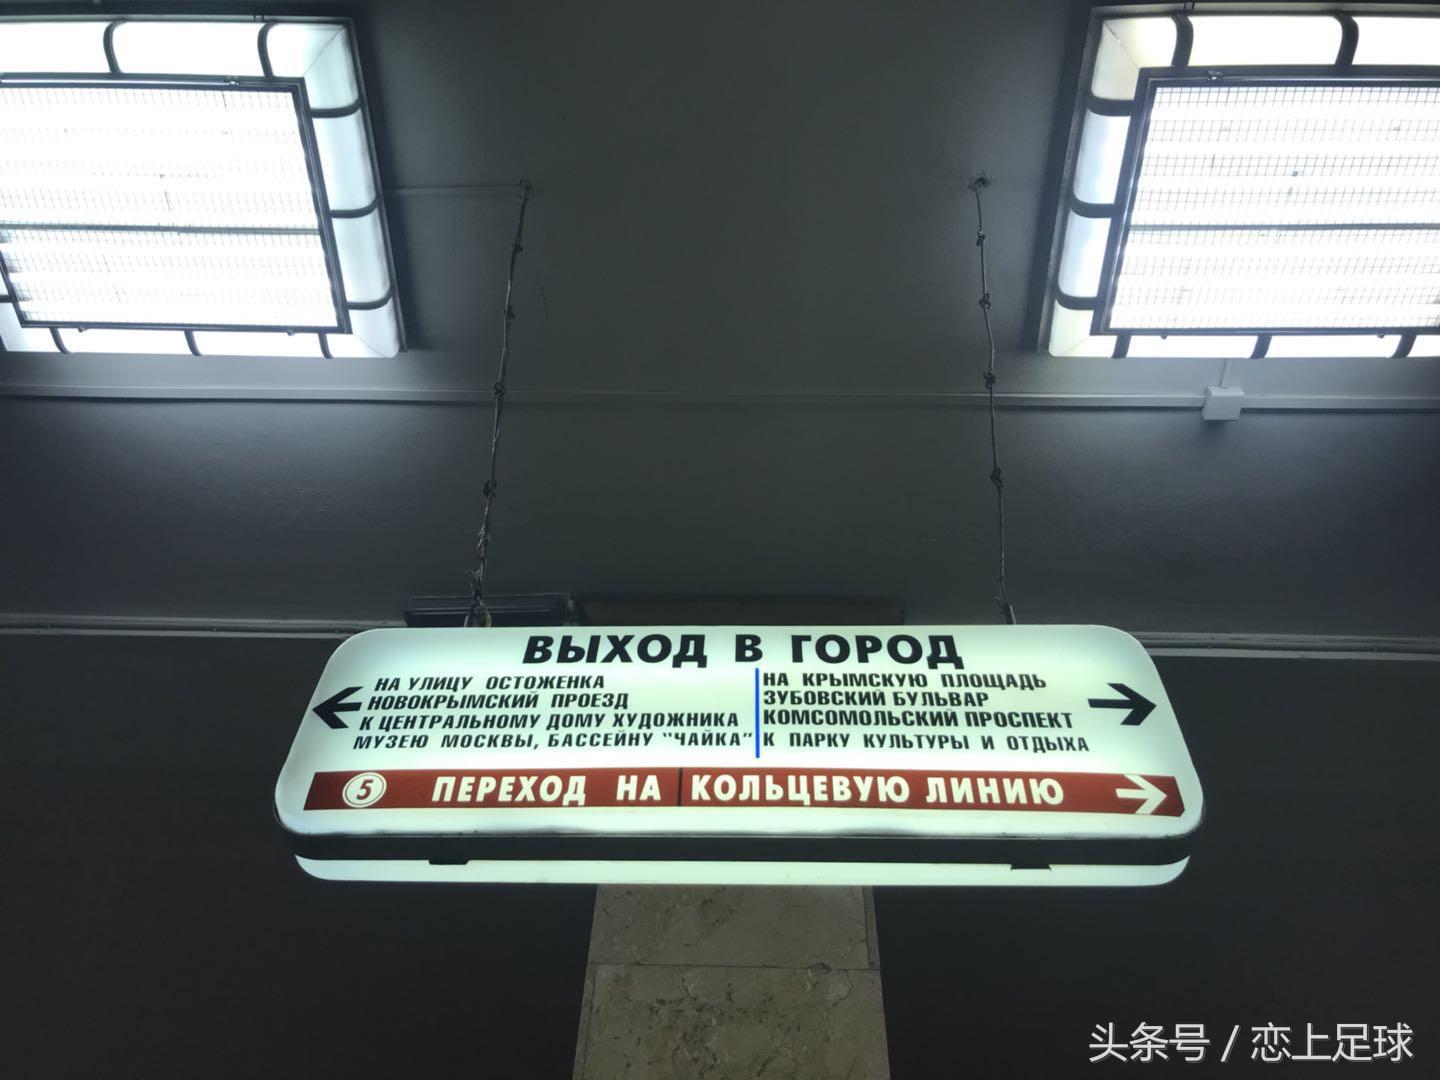 ВЫХОД В ГОРОД
НА УЛИЦУ ОСТОЖЕНКА
НОВОКРЫМСКИЙ ПРОЕЗД
К ЦЕНТРАЛЬНОМУ ДОМУ ХУДОЖНИКА
МУЗЕЮ МОСКВЫ, БАССЕЙНУ "ЧАЙКА"
НА КРЫМСКУЮ ПЛОЩАДЬ
ЗУБОВСКИЙ БУЛЬВАР
КОМСОМОЛЬСКИЙ ПРОСПЕКТ
К ПАРКУ КУЛЬТУРЫ И ОТДЫХА
5 ПЕРЕХОД НА КОЛЬЦЕВУЮ ЛИНИЮ
头条号 / 恋上足球